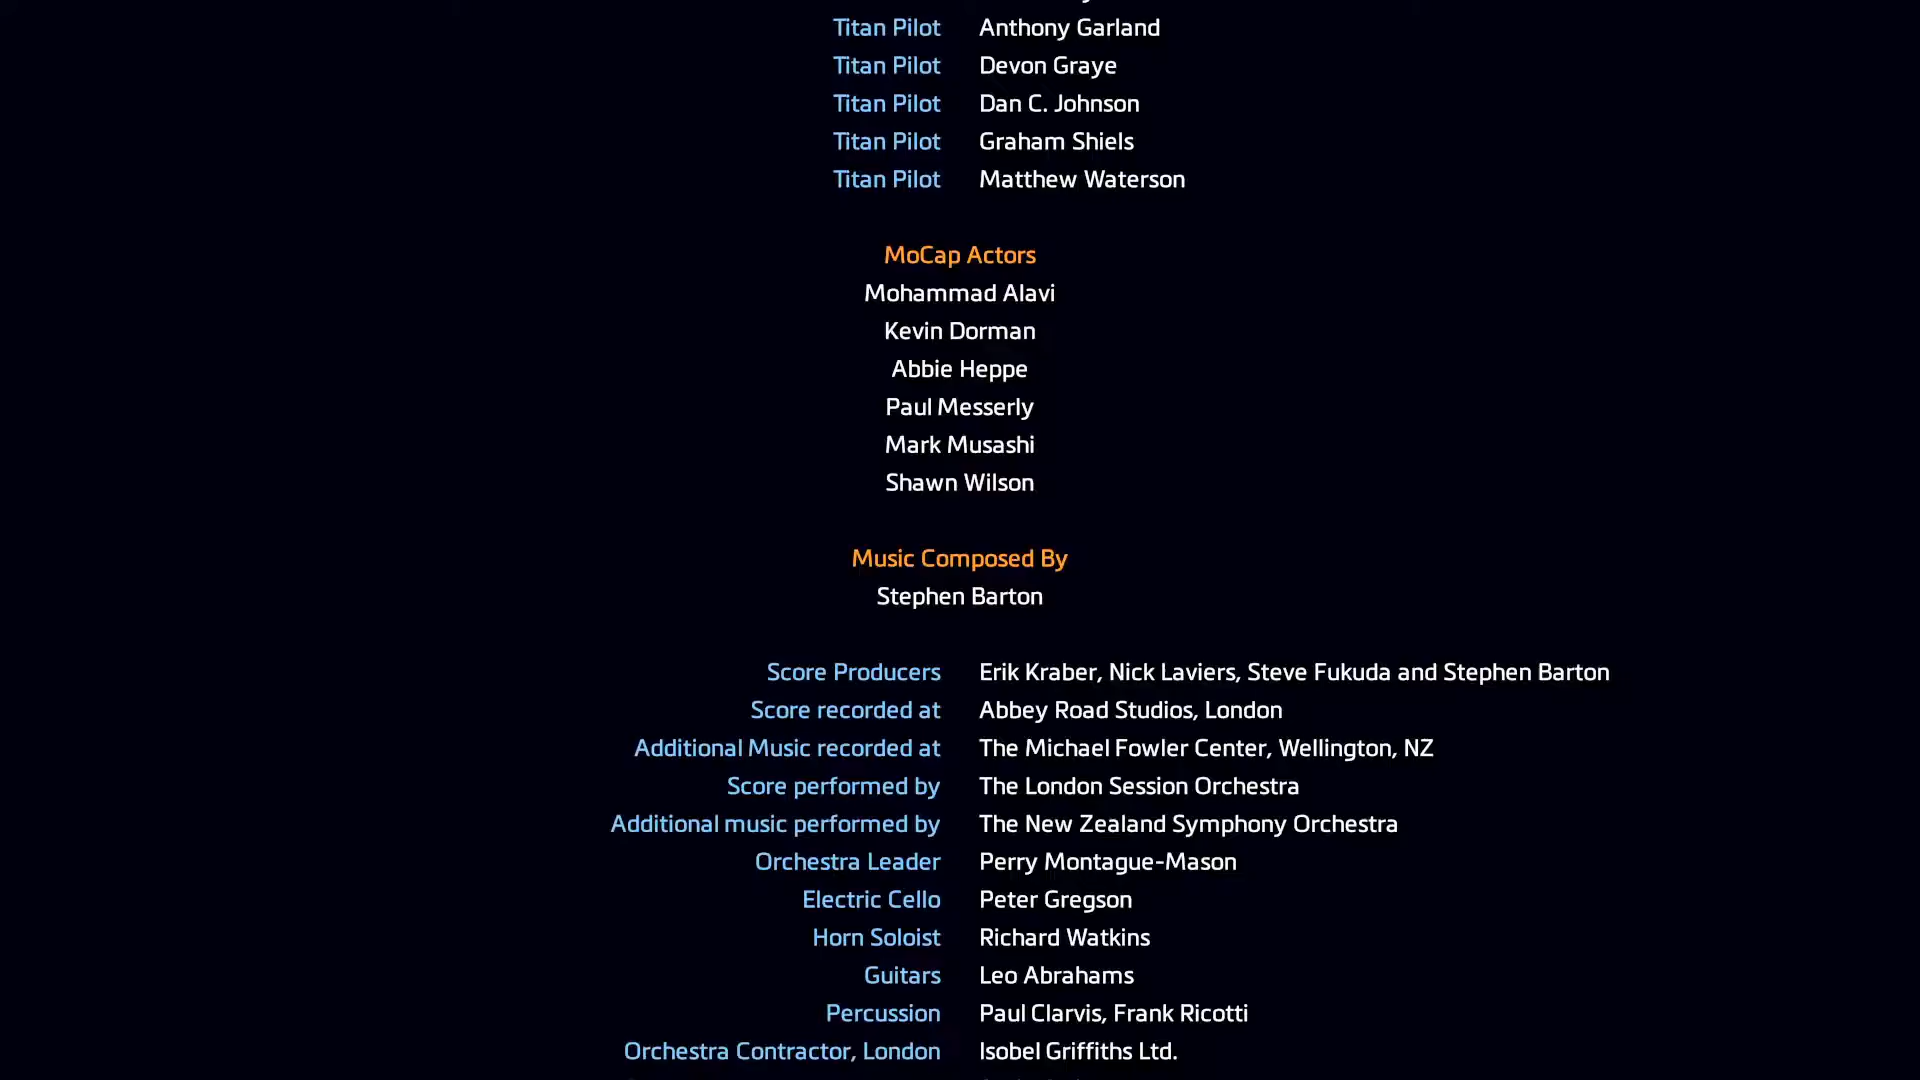 Titan Pilot Anthony Garland
Titan Pilot Devon Graye
Titan Pilot Dan C. Johnson
Titan Pilot Graham Shiels
Titan Pilot Matthew Waterson
MoCap Actors
Mohammad Alavi
Kevin Dorman
Abbie Heppe
Paul Messerly
Mark Musashi
Shawn Wilson
Music Composed By
Stephen Barton
Score Producers Erik Kraber, Nick Laviers, Steve Fukuda and Stephen Barton
Score recorded at Abbey Road Studios, London
Additional Music recorded at The Michael Fowler Center, Wellington, NZ
Score performed by The London Session Orchestra
Additional music performed by The New Zealand Symphony Orchestra
Orchestra Leader Perry Montague-Mason
Electric Cello Peter Gregson
Horn Soloist Richard Watkins
Guitars Leo Abrahams
Percussion Paul Clarvis, Frank Ricotti
Orchestra Contractor, London Isobel Griffiths Ltd.